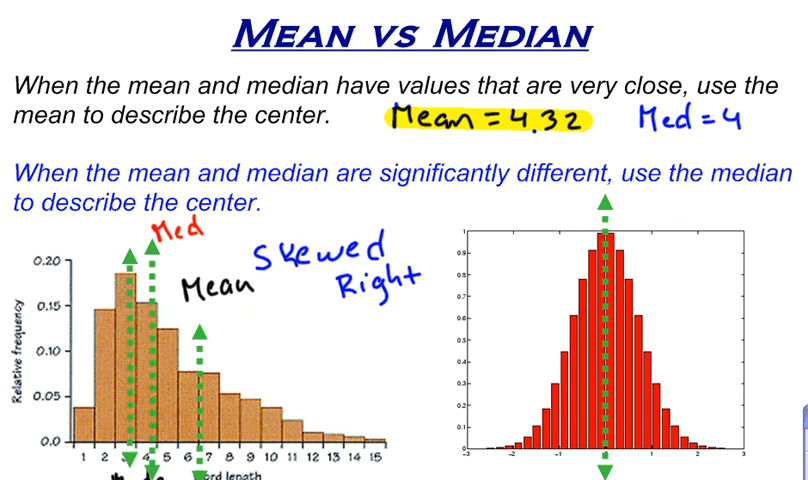 Mean vs Median
When the mean and median have values that are very close, use the
mean to describe the center.
Mean = 4.32 Med = 4
When the mean and median are significantly different, use the median
to describe the center.
Med
Skewed
Right
Mean
Relative frequency
0.20
0.15
0.10
0.05
0.0
1 2 3 4 5 6 7 8 9 10 11 12 13 14 15
length
1
0.9
0.8
0.7
0.6
0.5
0.4
0.3
0.2
0.1
0
-3 -2 -1 0 1 2 3